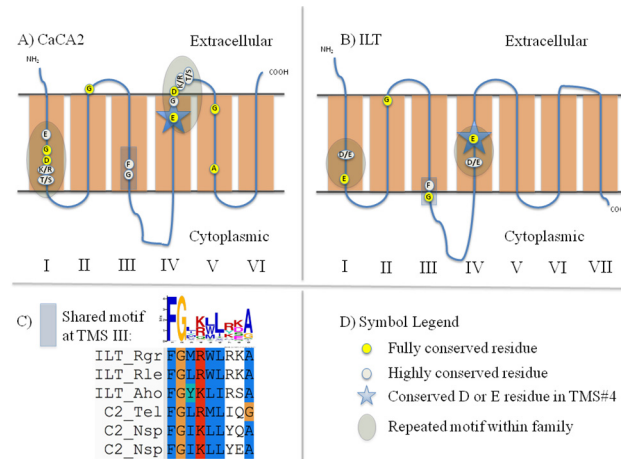 A) CaCA2
Extracellular
NH₂
COOH
G
K/R
T/S
D
G
E
G
A
E
G
D
K/R
T/S
F
G
Cytoplasmic
I II III IV V VI
B) ILT
Extracellular
NH₂
G
E
D/E
D/E
E
F
G
COOH
Cytoplasmic
I II III IV V VI VII
C) Shared motif
at TMS III:
ILT_Rgr FGMRWLRKA
ILT_Rle FGLRWLRKA
ILT_Aho FGYKLIRSA
C2_Tel FGLRMLIQG
C2_Nsp FGIKLLYQA
C2_Nsp FGIKLLYEA
D) Symbol Legend
Fully conserved residue
Highly conserved residue
Conserved D or E residue in TMS#4
Repeated motif within family